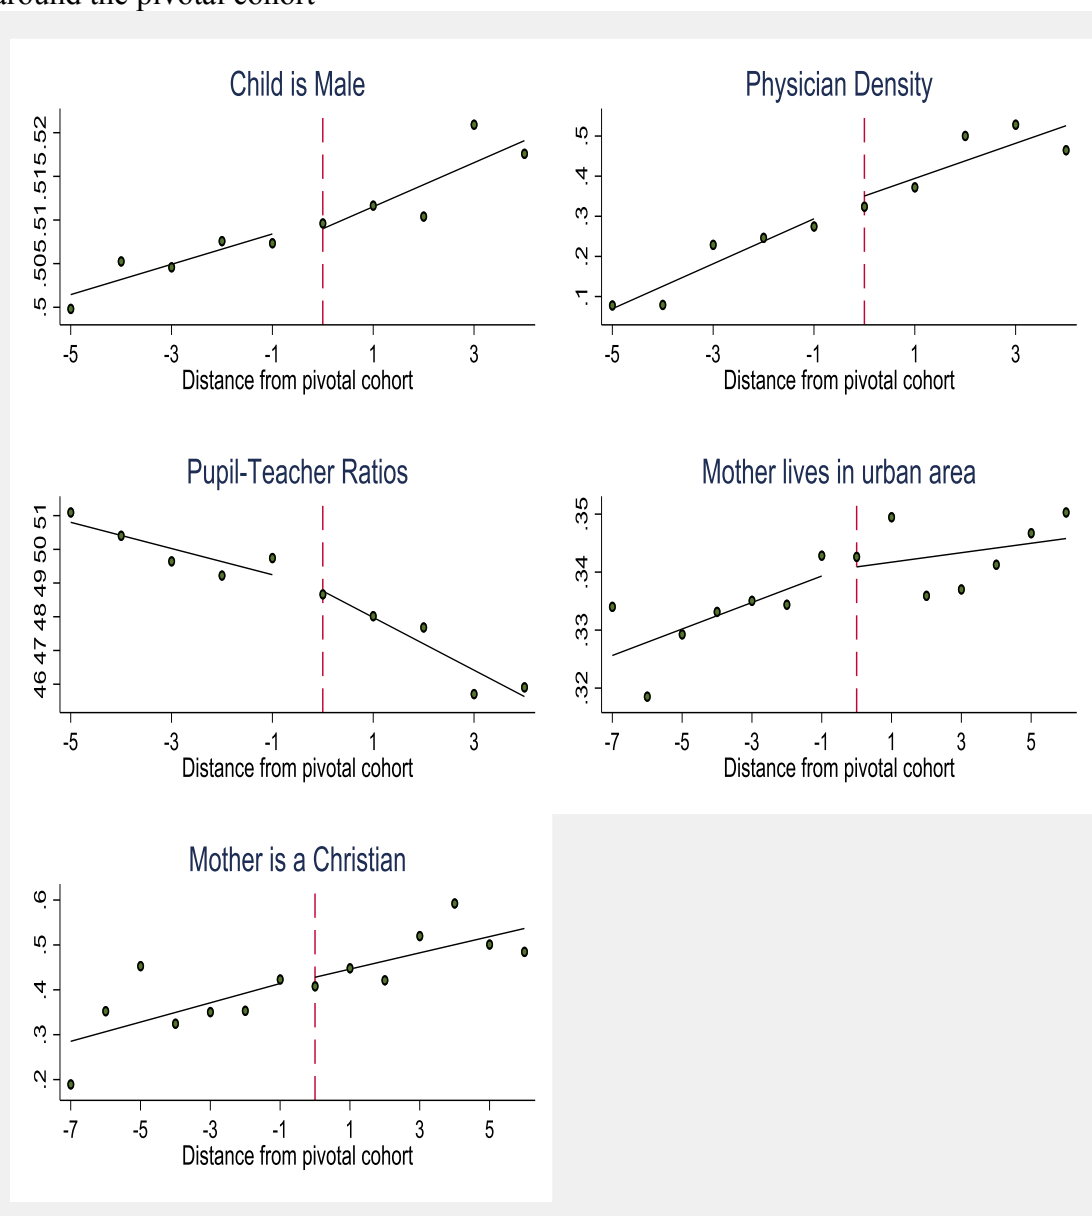 around the pivotal cohort
Child is Male
.5 .505 .51 .515 .52
-5 -3 -1 1 3
Distance from pivotal cohort
Physician Density
.1 .2 .3 .4 .5
-5 -3 -1 1 3
Distance from pivotal cohort
Pupil-Teacher Ratios
46 47 48 49 50 51
-5 -3 -1 1 3
Distance from pivotal cohort
Mother lives in urban area
.32 .33 .34 .35
-7 -5 -3 -1 1 3 5
Distance from pivotal cohort
Mother is a Christian
.2 .3 .4 .5 .6
-7 -5 -3 -1 1 3 5
Distance from pivotal cohort